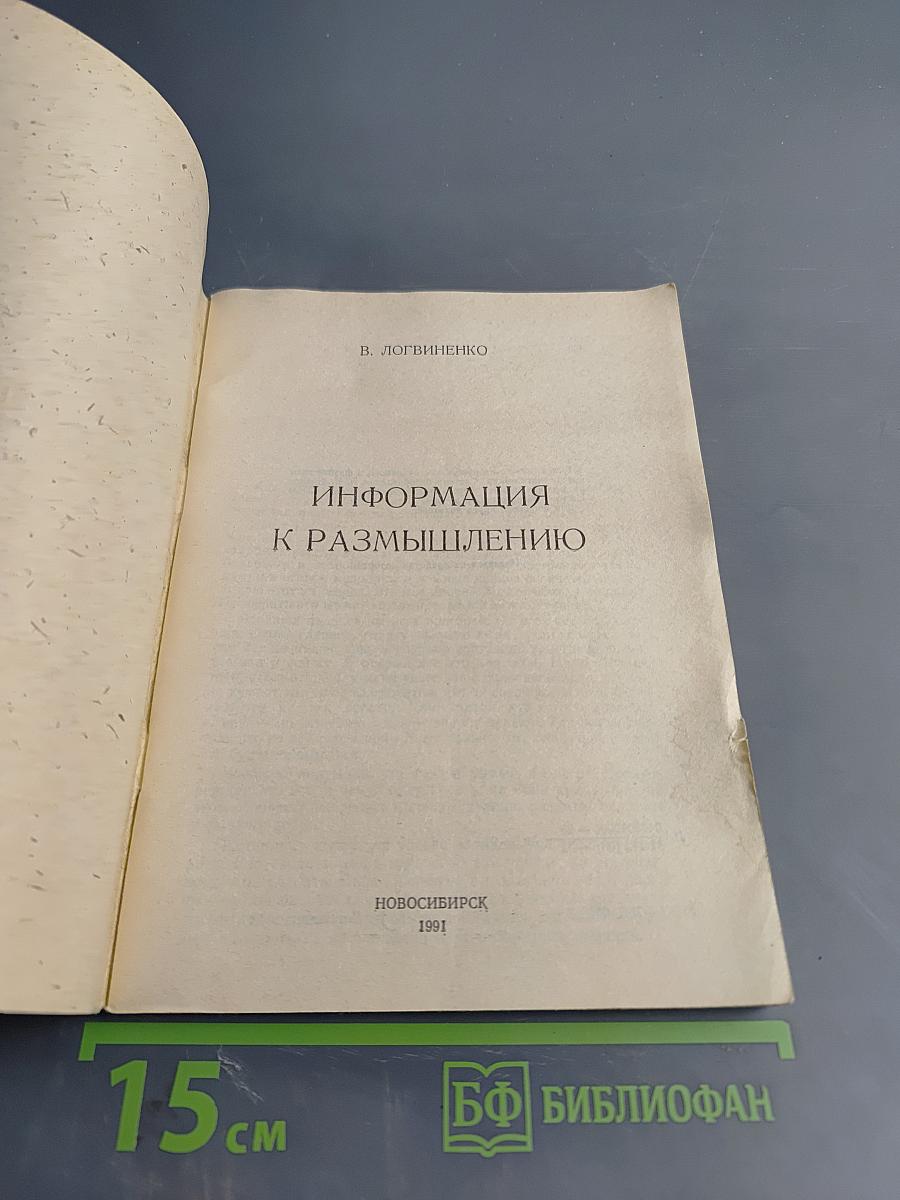 В. ЛОГВИНЕНКО
ИНФОРМАЦИЯ
К РАЗМЫШЛЕНИЮ
НОВОСИБИРСК
1991
15 см
БФ БИБЛИОФАН